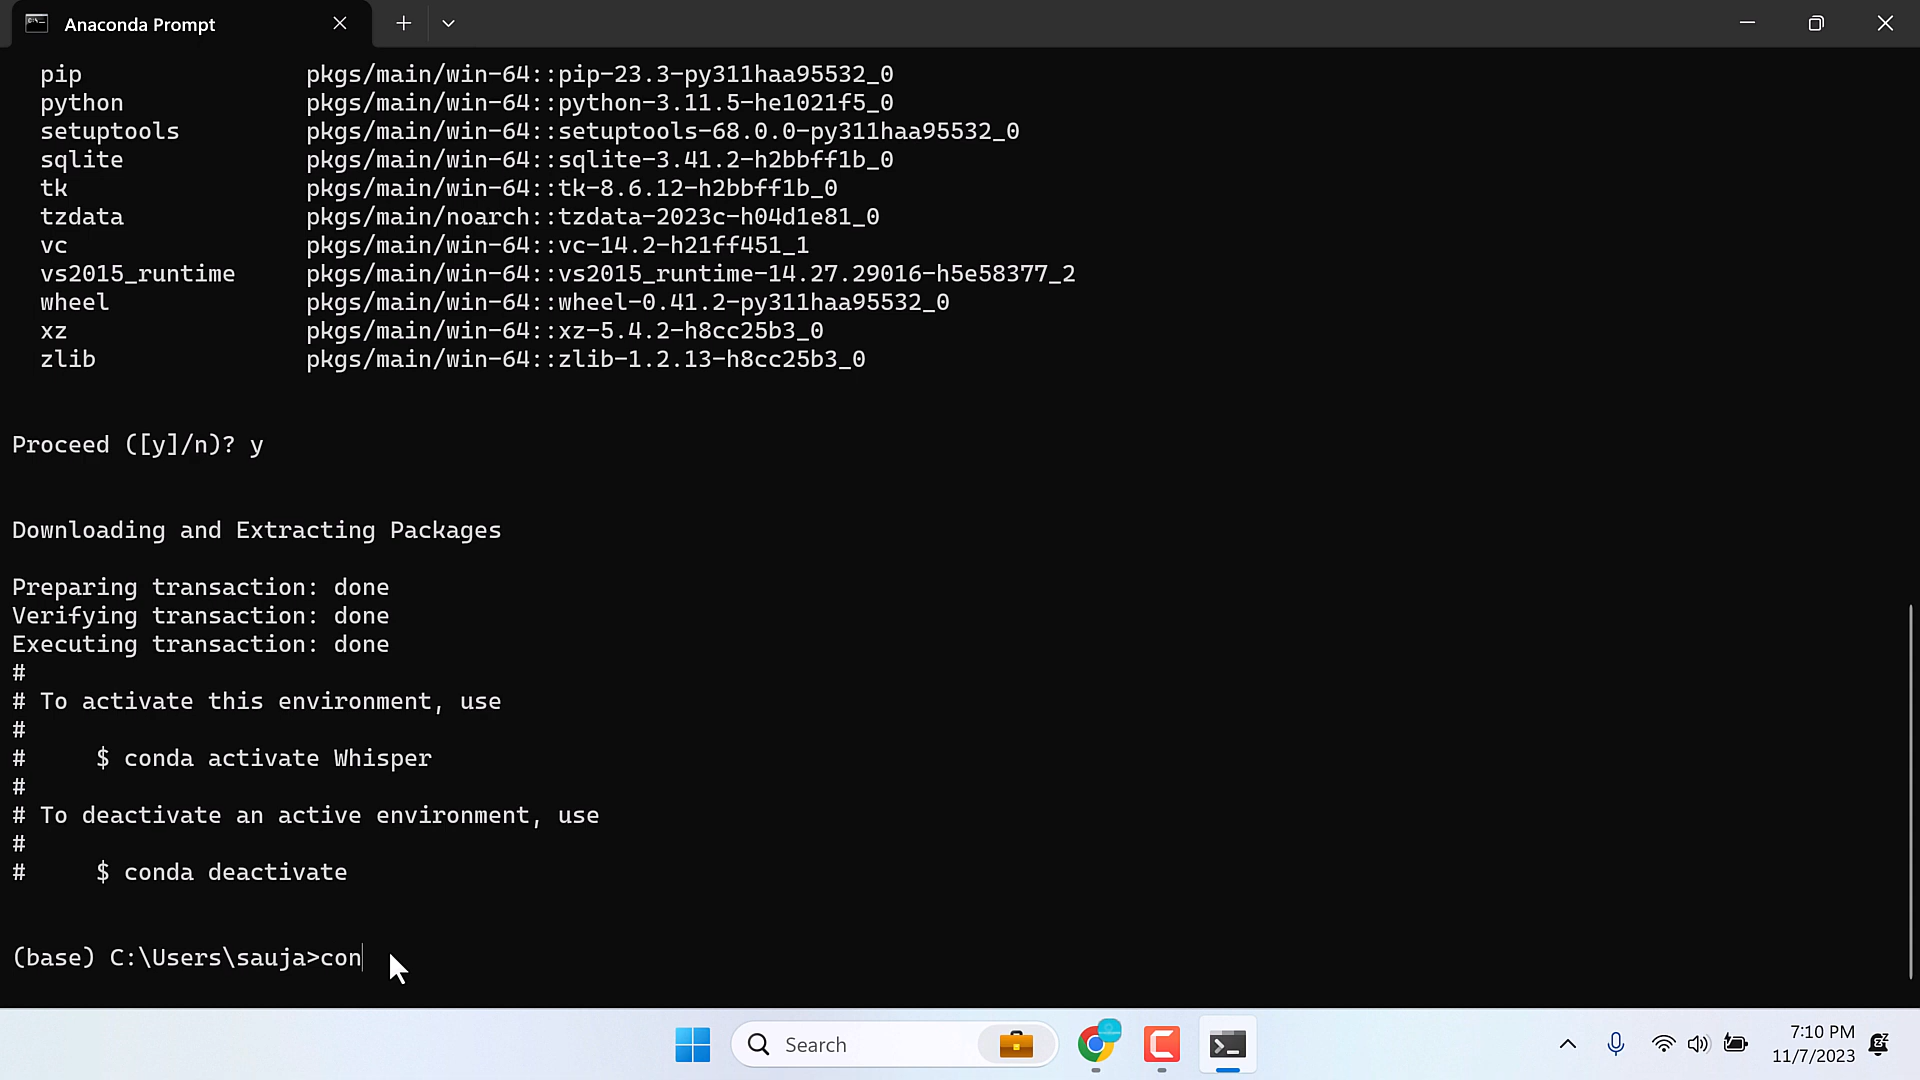 Anaconda Prompt
pip pkgs/main/win-64::pip-23.3-py311haa95532_0
python pkgs/main/win-64::python-3.11.5-he1021f5_0
setuptools pkgs/main/win-64::setuptools-68.0.0-py311haa95532_0
sqlite pkgs/main/win-64::sqlite-3.41.2-h2bbff1b_0
tk pkgs/main/win-64::tk-8.6.12-h2bbff1b_0
tzdata pkgs/main/noarch::tzdata-2023c-h04d1e81_0
vc pkgs/main/win-64::vc-14.2-h21ff451_1
vs2015_runtime pkgs/main/win-64::vs2015_runtime-14.27.29016-h5e58377_2
wheel pkgs/main/win-64::wheel-0.41.2-py311haa95532_0
xz pkgs/main/win-64::xz-5.4.2-h8cc25b3_0
zlib pkgs/main/win-64::zlib-1.2.13-h8cc25b3_0
Proceed ([y]/n)? y
Downloading and Extracting Packages
Preparing transaction: done
Verifying transaction: done
Executing transaction: done
#
# To activate this environment, use
#
#     $ conda activate Whisper
#
# To deactivate an active environment, use
#
#     $ conda deactivate
(base) C:\Users\sauja>con
Search
7:10 PM
11/7/2023